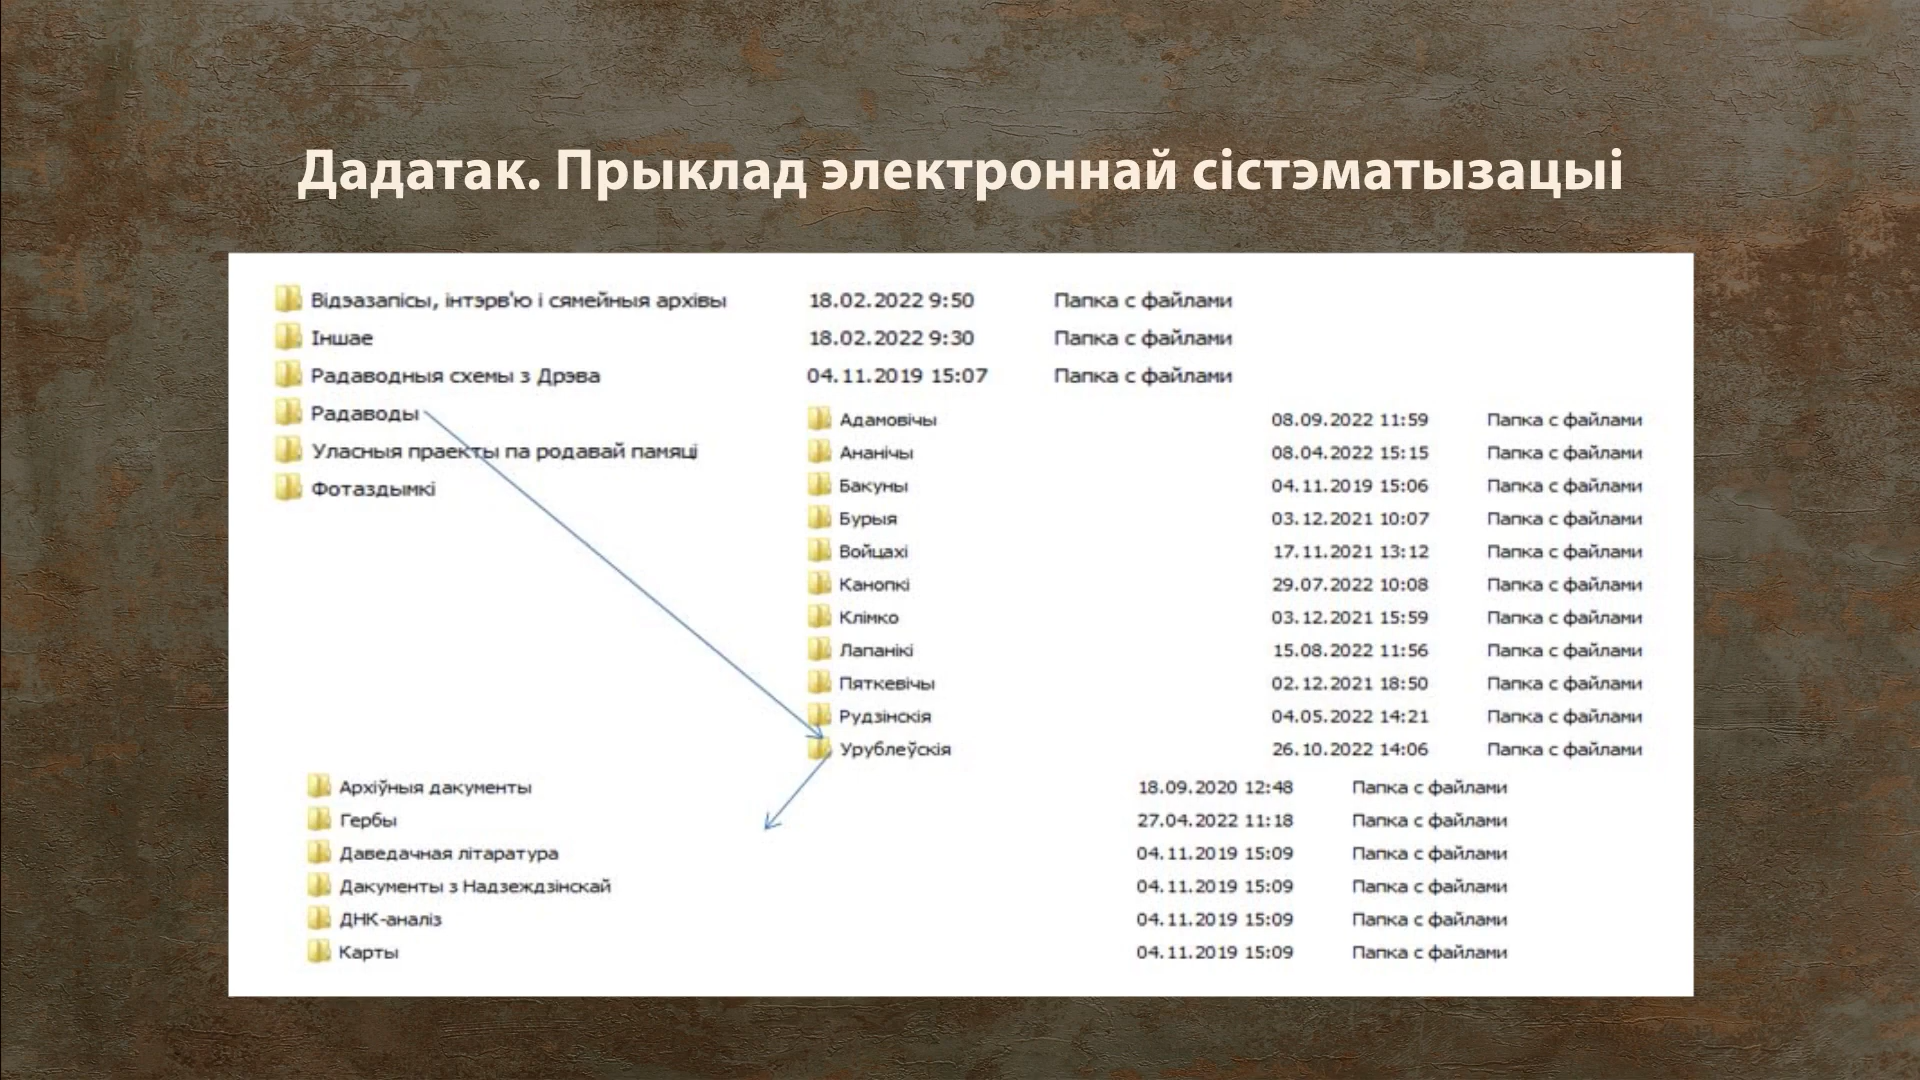 Дадатак. Прыклад электроннай сістэматызацыі
Відэазапісы, інтэрв'ю і сямейныя архівы 18.02.2022 9:50 Папка с файлами
Іншае 18.02.2022 9:30 Папка с файлами
Радаводныя схемы з Дрэва 04.11.2019 15:07 Папка с файлами
Радаводы
Уласныя праекты па родавай памяці
Фотаздымкі
Адамовічы 08.09.2022 11:59 Папка с файлами
Ананічы 08.04.2022 15:15 Папка с файлами
Бакуны 04.11.2019 15:06 Папка с файлами
Бурыя 03.12.2021 10:07 Папка с файлами
Войцахі 17.11.2021 13:12 Папка с файлами
Канопкі 29.07.2022 10:08 Папка с файлами
Клімко 03.12.2021 15:59 Папка с файлами
Лапанікі 15.08.2022 11:56 Папка с файлами
Пяткевічы 02.12.2021 18:50 Папка с файлами
Рудзінскія 04.05.2022 14:21 Папка с файлами
Урублеўскія 26.10.2022 14:06 Папка с файлами
Архіўныя дакументы 18.09.2020 12:48 Папка с файлами
Гербы 27.04.2022 11:18 Папка с файлами
Даведачная літаратура 04.11.2019 15:09 Папка с файлами
Дакументы з Надзеждзінскай 04.11.2019 15:09 Папка с файлами
ДНК-аналіз 04.11.2019 15:09 Папка с файлами
Карты 04.11.2019 15:09 Папка с файлами